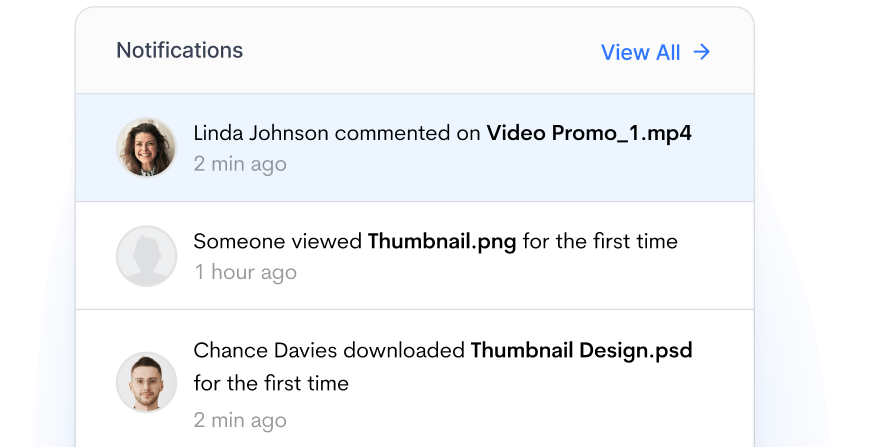 Notifications
View All →
Linda Johnson commented on Video Promo_1.mp4
2 min ago
Someone viewed Thumbnail.png for the first time
1 hour ago
Chance Davies downloaded Thumbnail Design.psd
for the first time
2 min ago